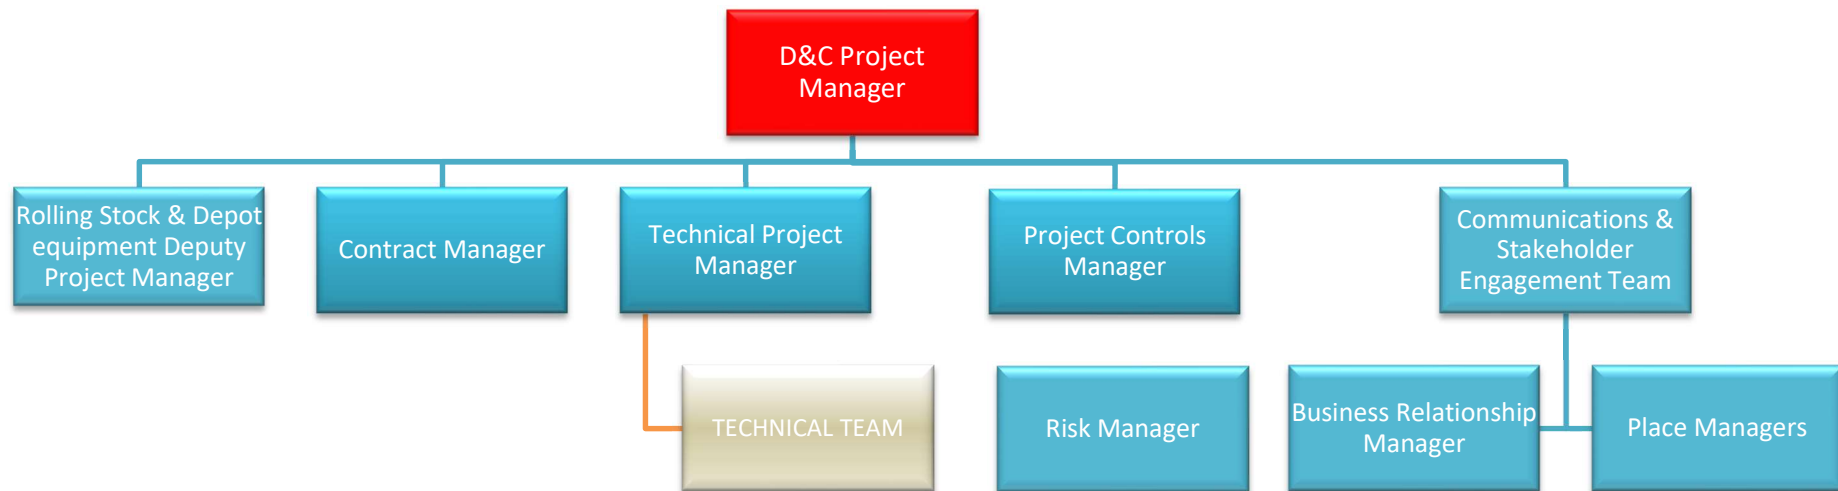 D&C Project
Manager
Rolling Stock & Depot
equipment Deputy
Project Manager
Contract Manager
Technical Project
Manager
Project Controls
Manager
Communications &
Stakeholder
Engagement Team
TECHNICAL TEAM
Risk Manager
Business Relationship
Manager
Place Managers